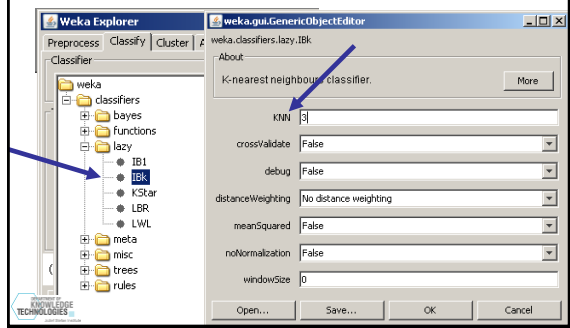 Weka Explorer
Preprocess Classify Cluster A
Classifier
weka
classifiers
bayes
functions
lazy
IB1
IBk
KStar
LBR
LWL
meta
misc
trees
rules
weka.gui.GenericObjectEditor
weka.classifiers.lazy.IBk
About
K-nearest neighbours classifier.
More
KNN 3
crossValidate False
debug False
distanceWeighting No distance weighting
meanSquared False
noNormalization False
windowSize 0
Open... Save... OK Cancel
DEPARTMENT OF
KNOWLEDGE
TECHNOLOGIES